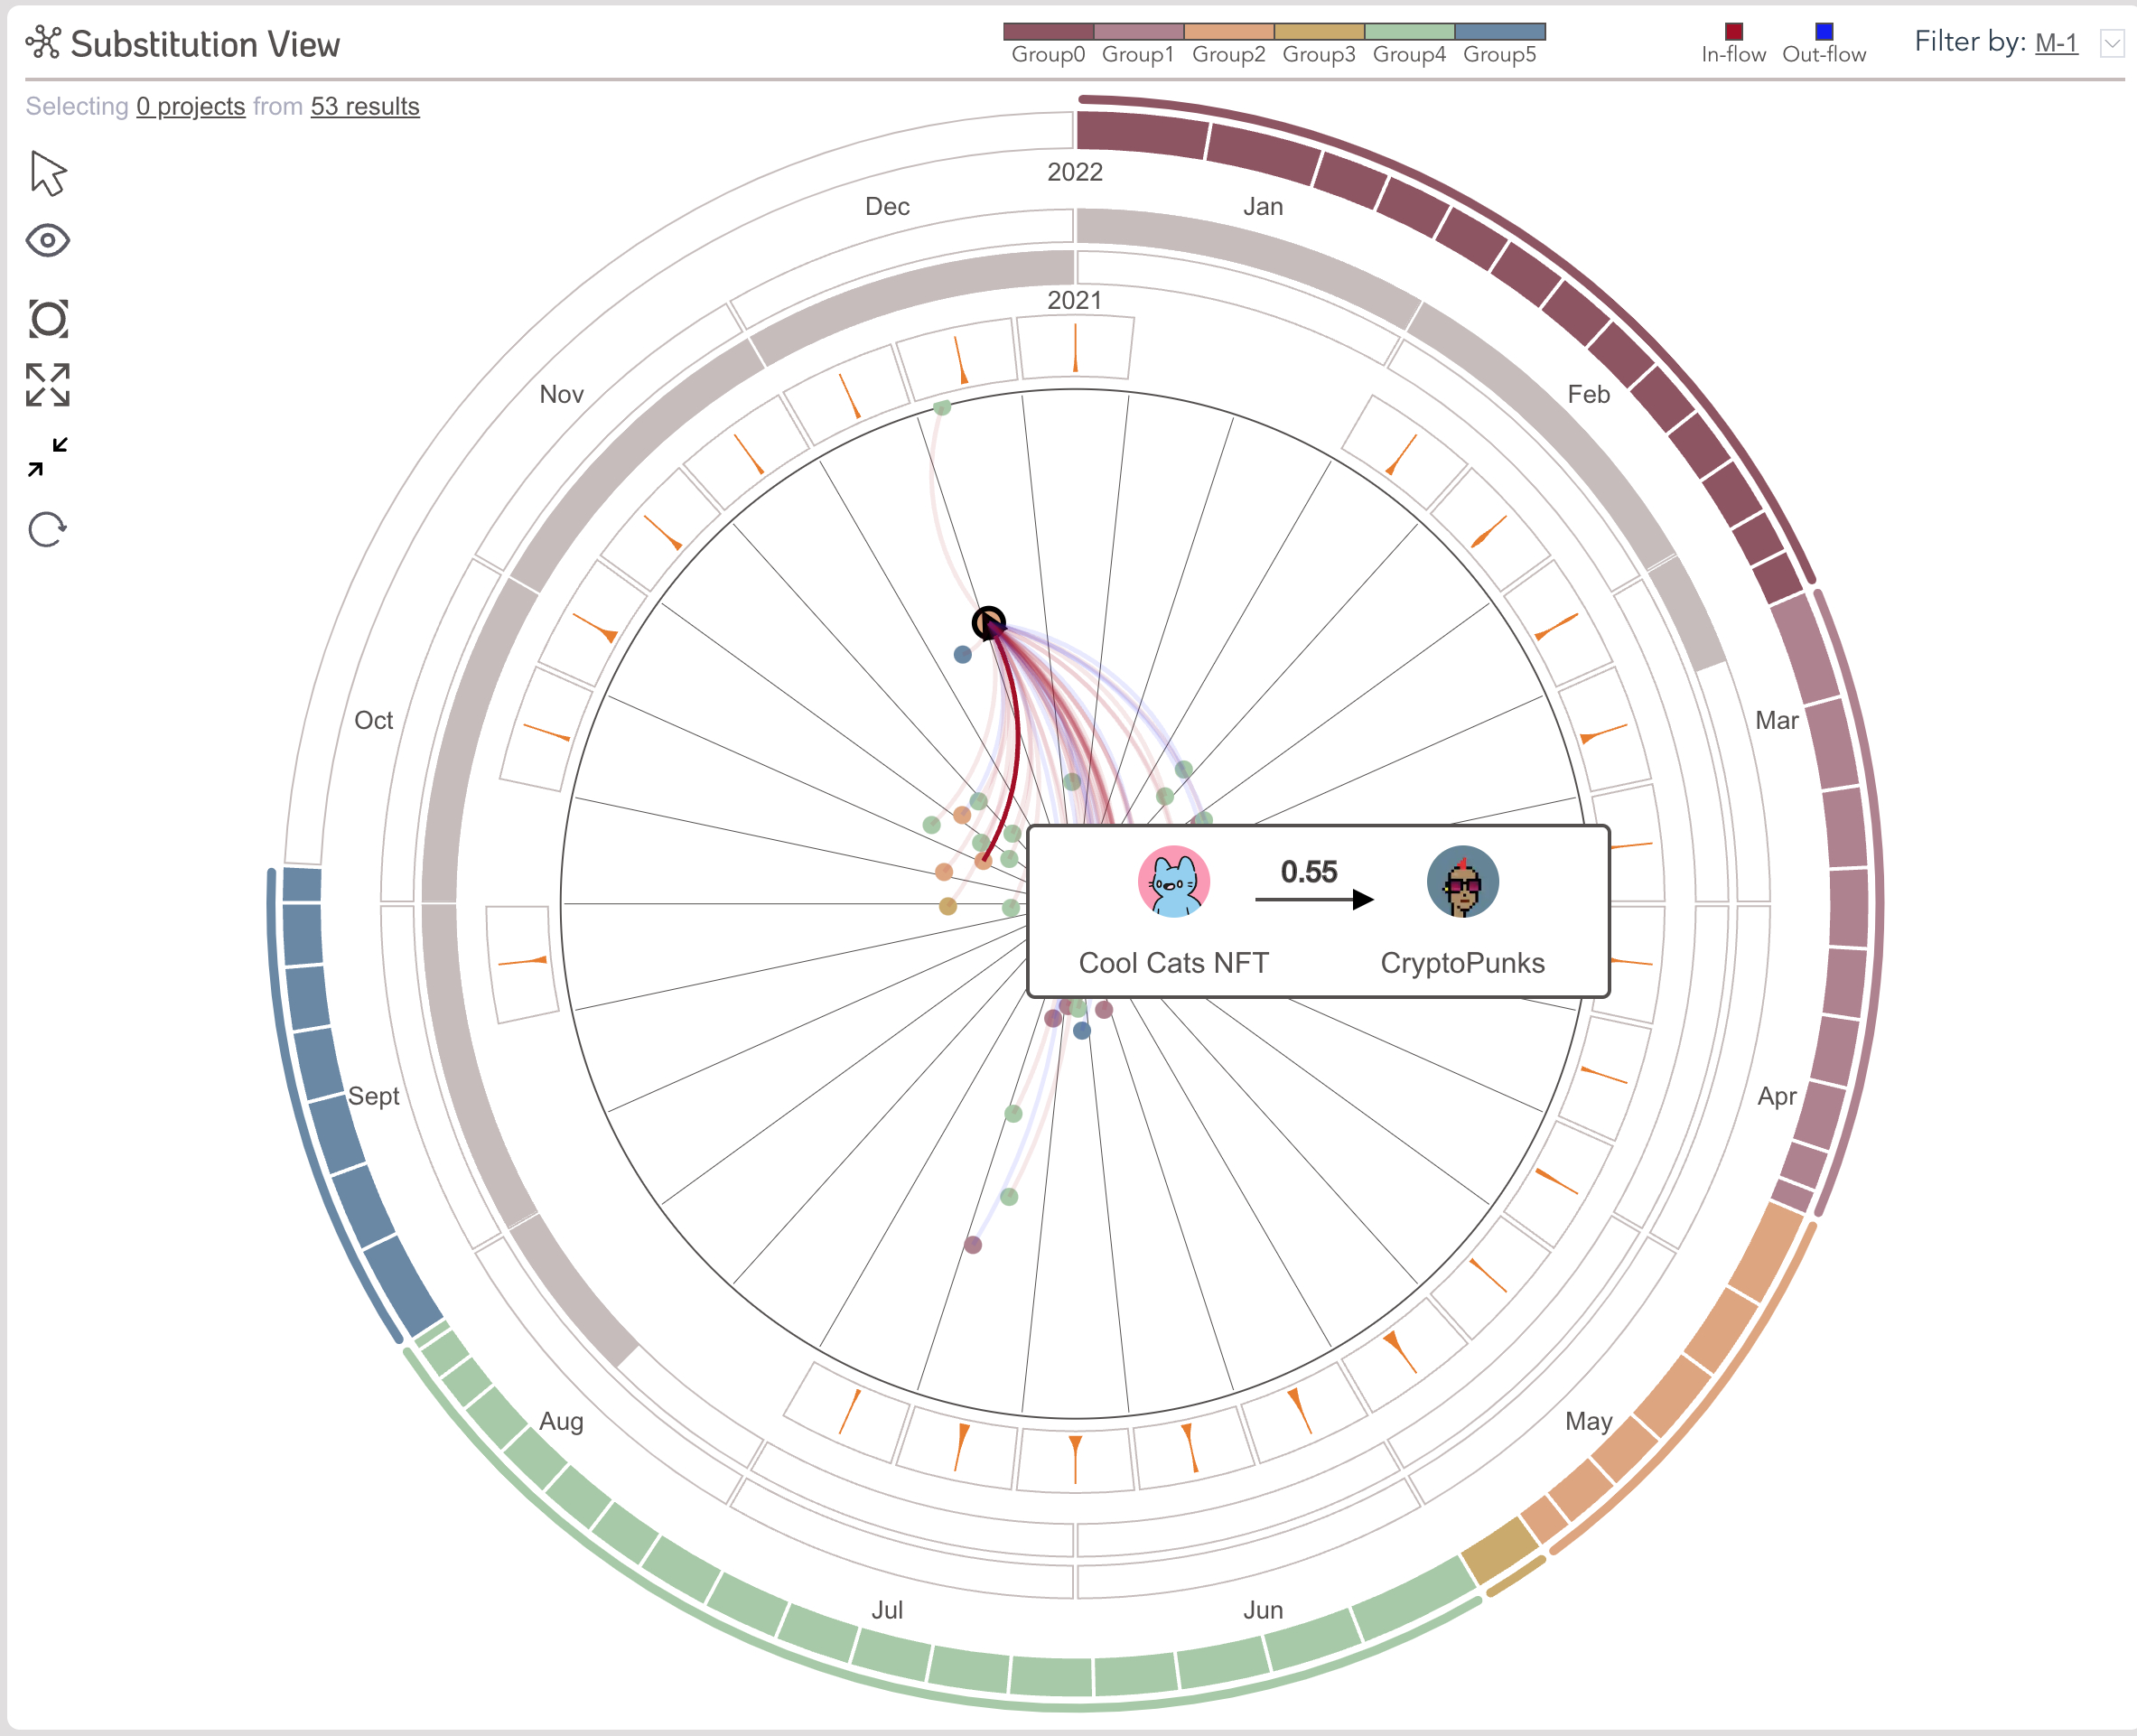 Substitution View
Group0 Group1 Group2 Group3 Group4 Group5
In-flow Out-flow
Filter by: M-1
Selecting 0 projects from 53 results
2022
Dec
Jan
2021
Nov
Feb
Oct
Mar
0.55
Cool Cats NFT
CryptoPunks
Sept
Apr
Aug
May
Jul
Jun